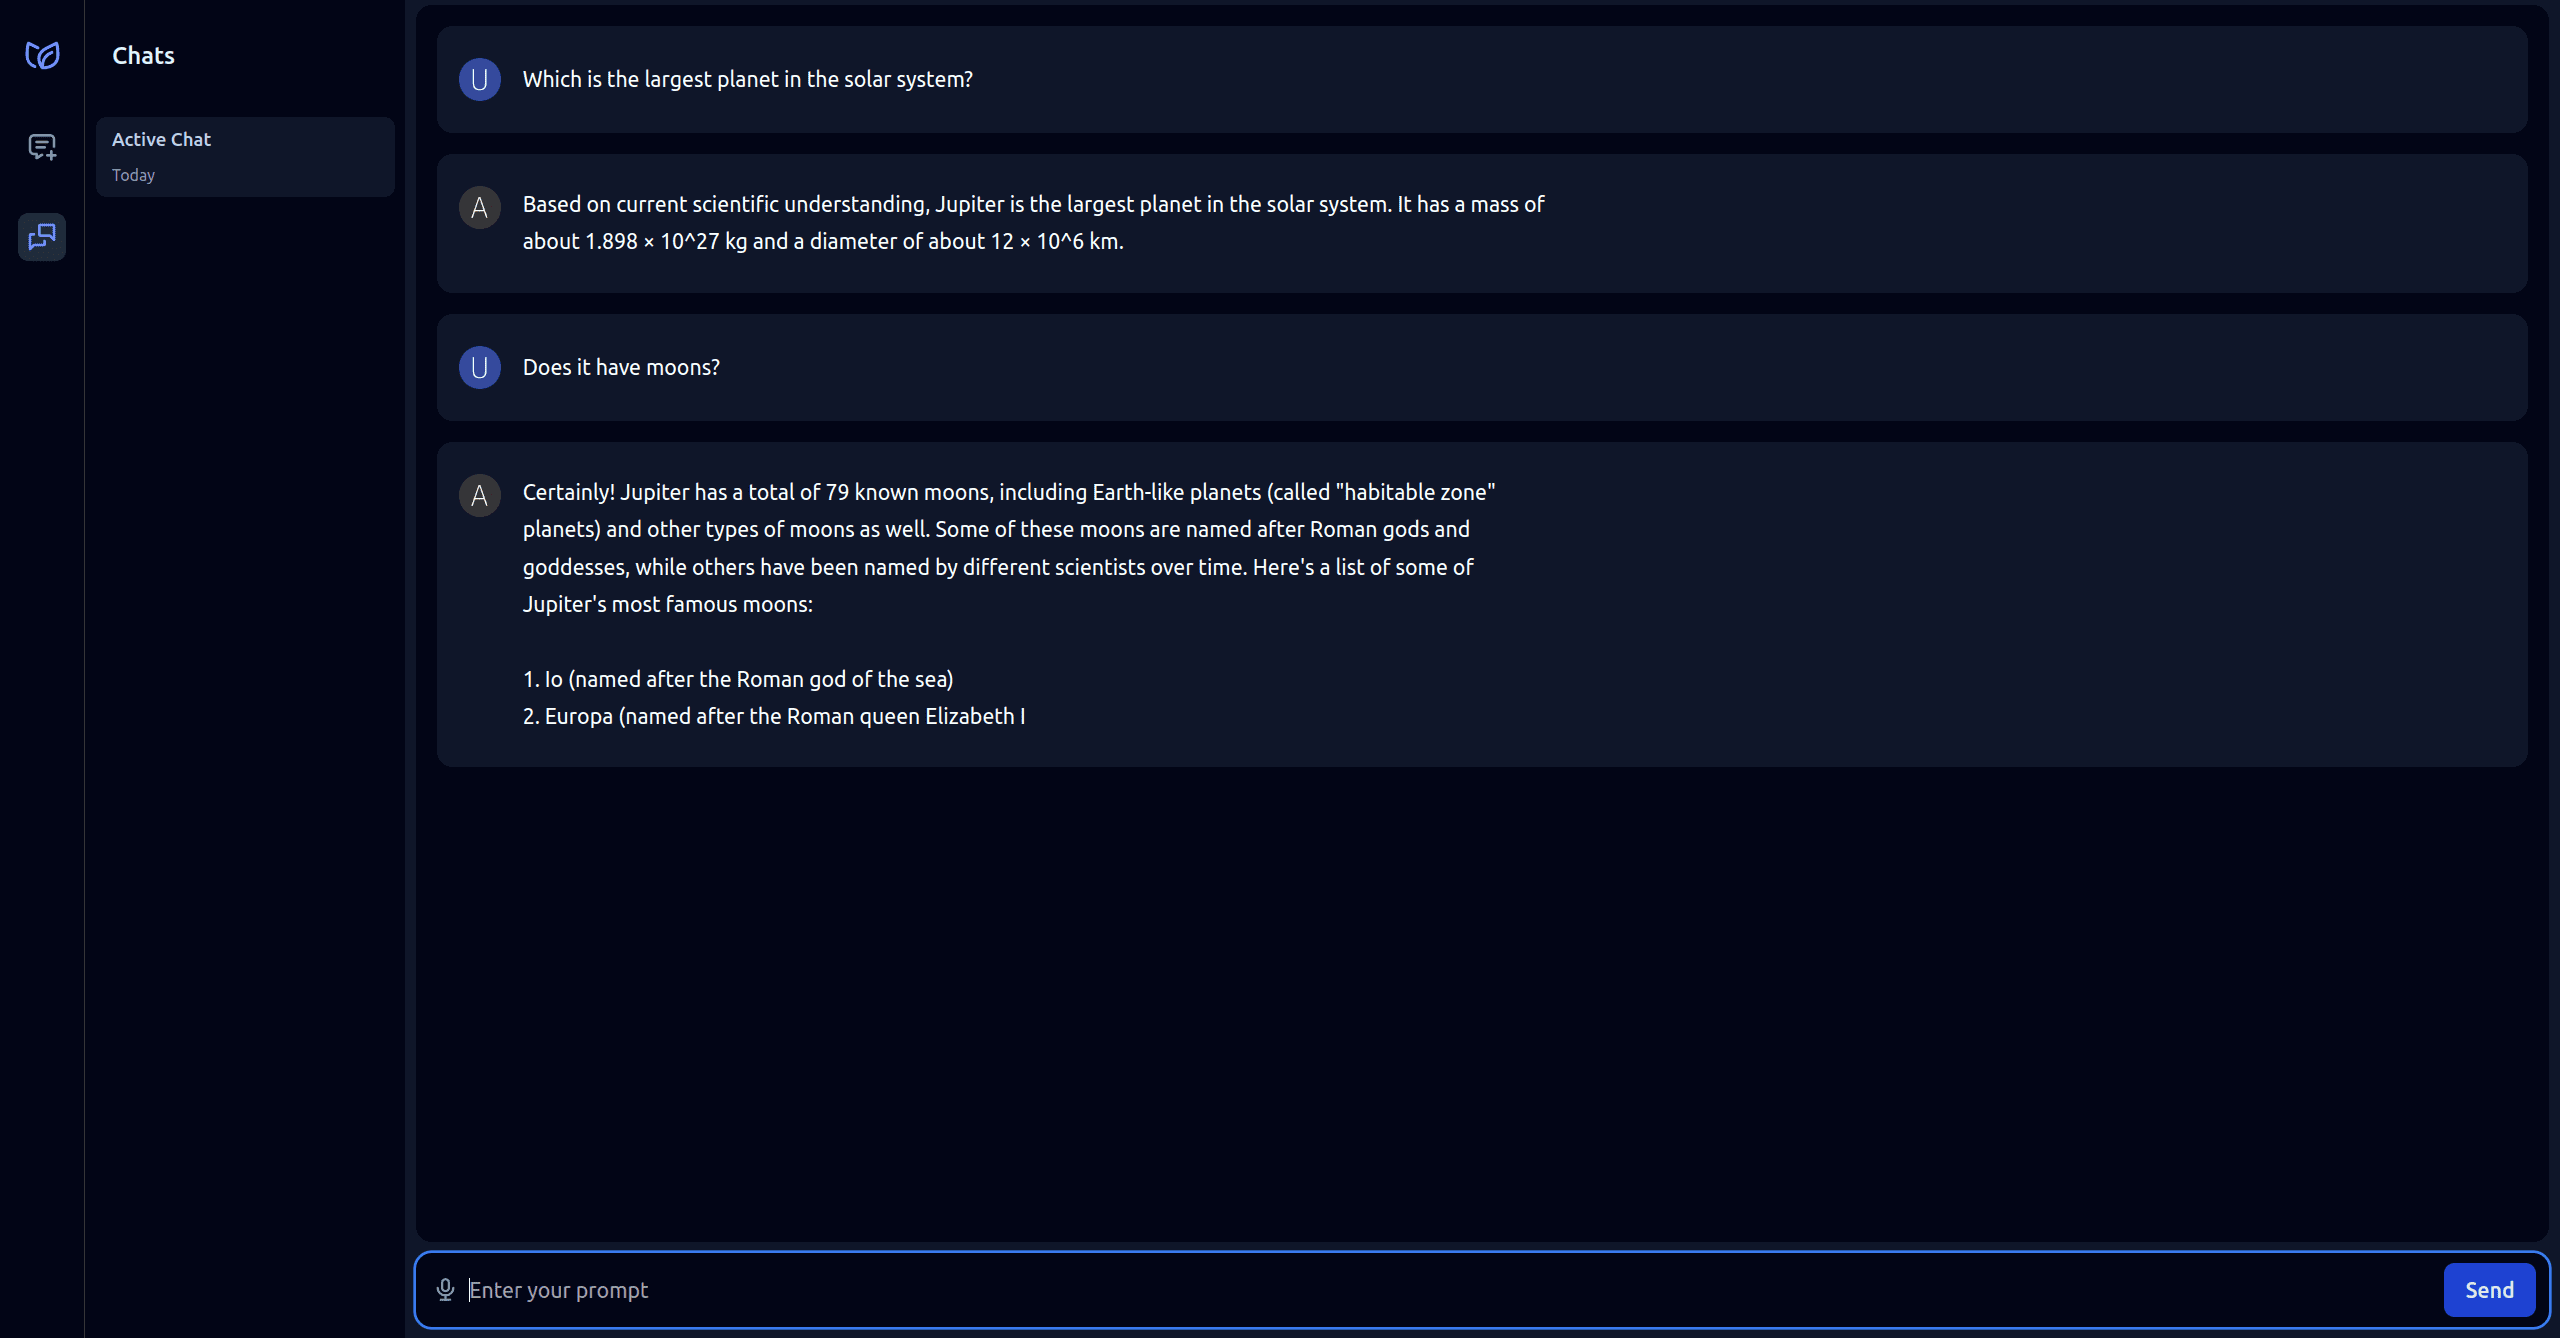 Chats
Active Chat
Today
U
Which is the largest planet in the solar system?
A
Based on current scientific understanding, Jupiter is the largest planet in the solar system. It has a mass of
about 1.898 × 10^27 kg and a diameter of about 12 × 10^6 km.
U
Does it have moons?
A
Certainly! Jupiter has a total of 79 known moons, including Earth-like planets (called "habitable zone"
planets) and other types of moons as well. Some of these moons are named after Roman gods and
goddesses, while others have been named by different scientists over time. Here's a list of some of
Jupiter's most famous moons:
1. Io (named after the Roman god of the sea)
2. Europa (named after the Roman queen Elizabeth I
Enter your prompt
Send